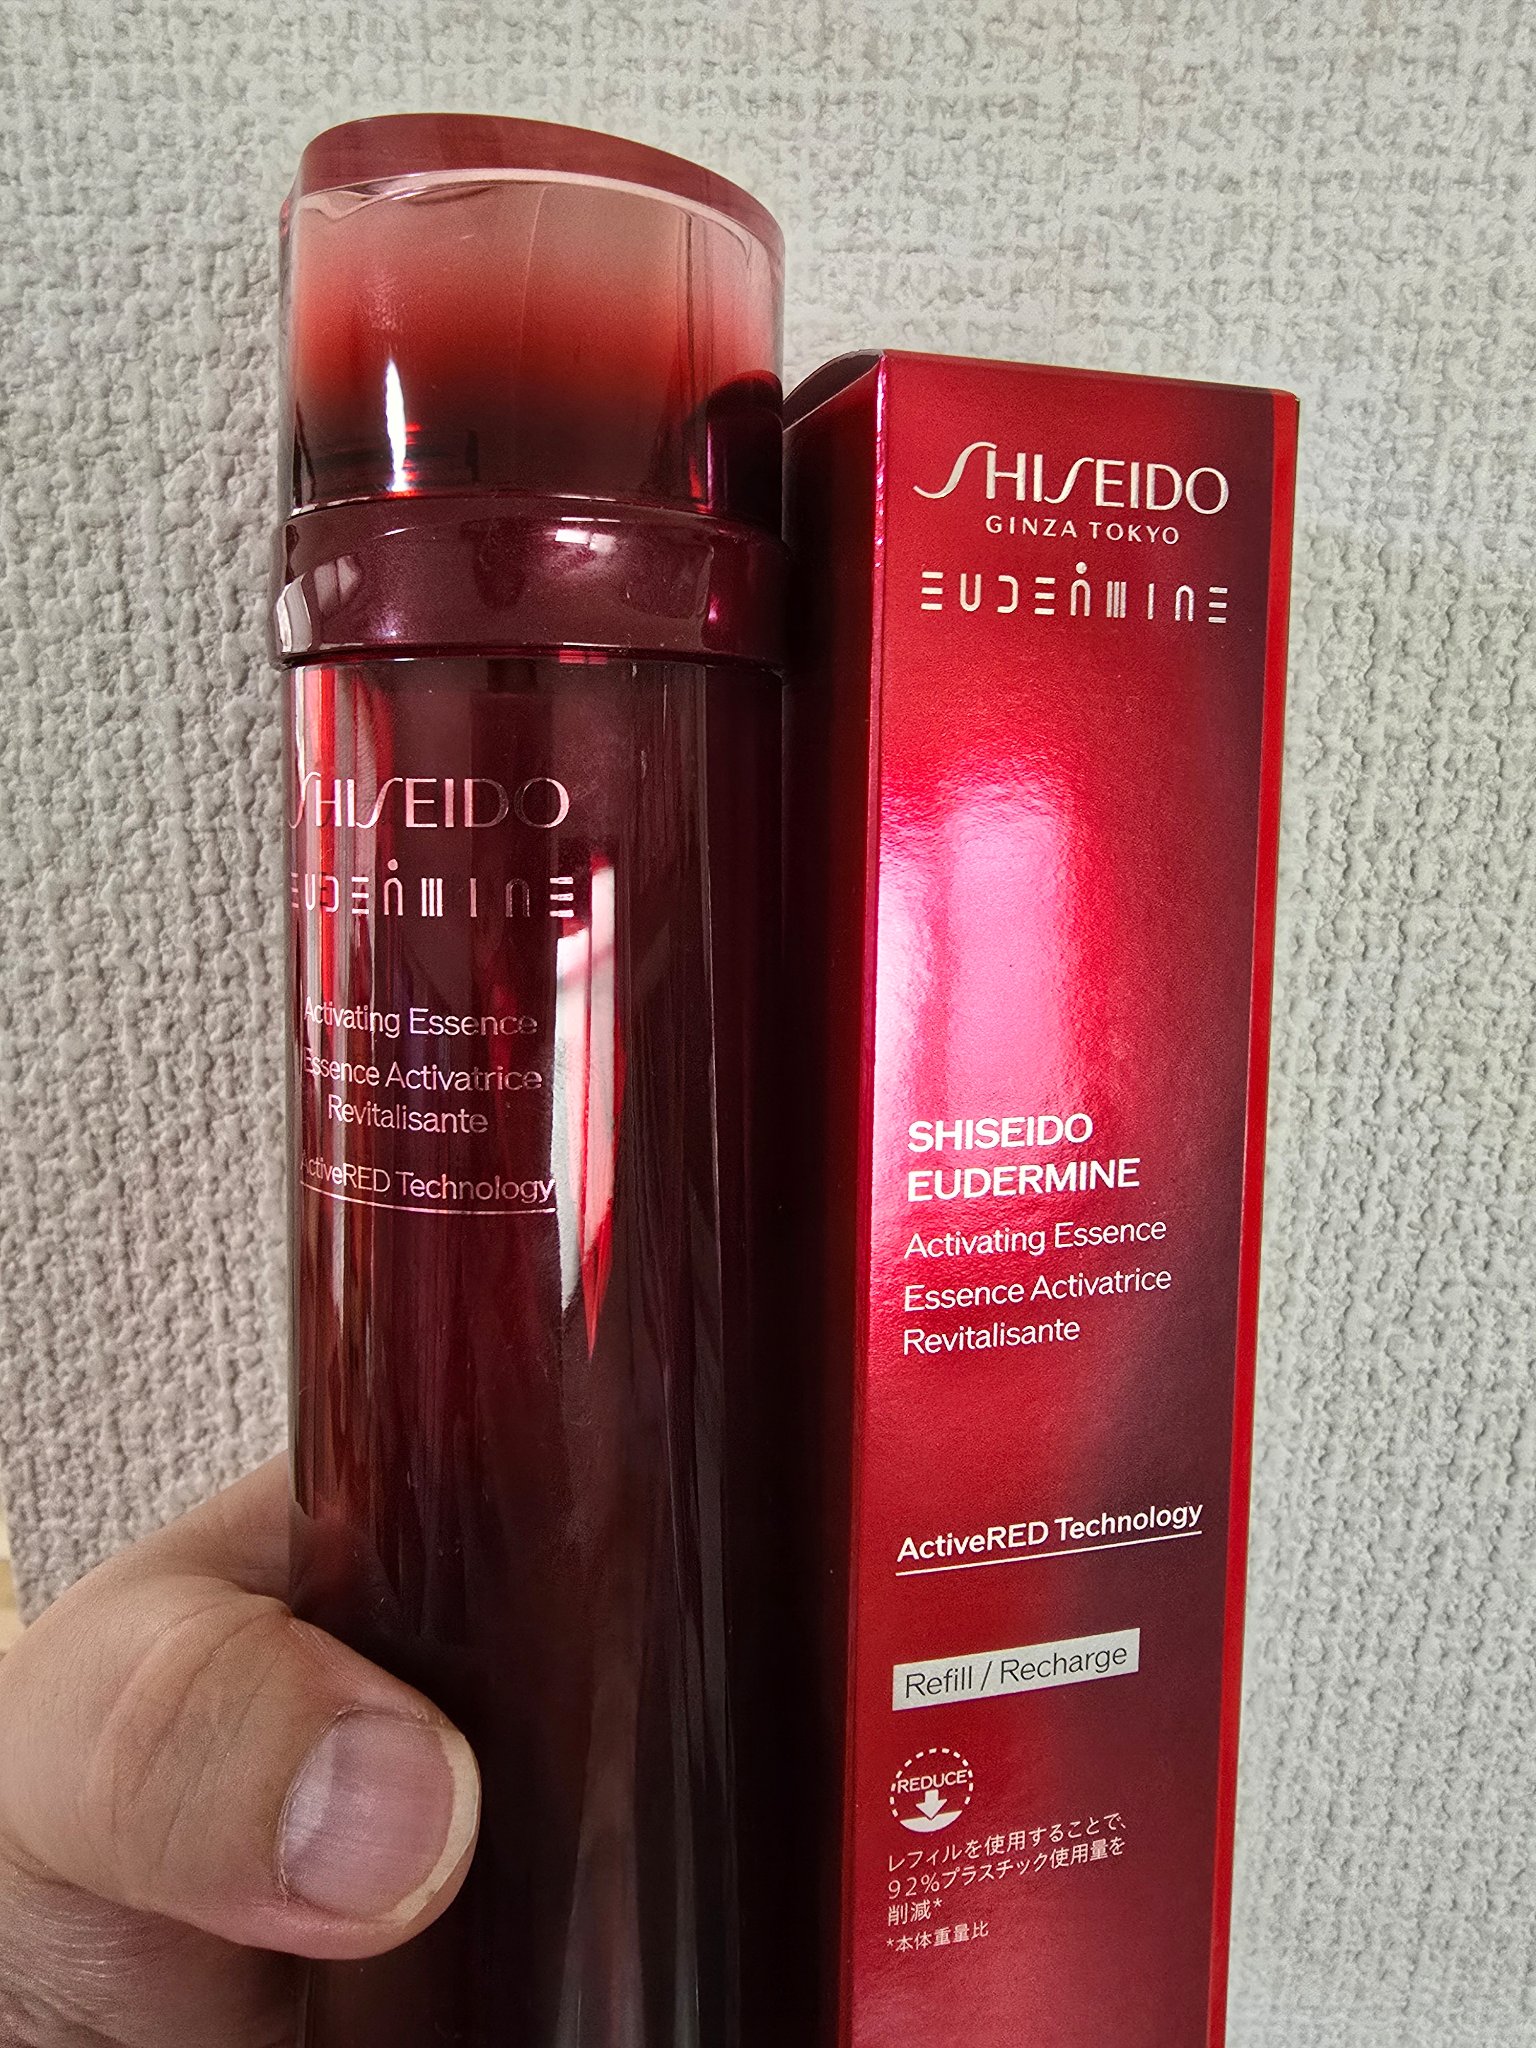 SHISEIDO
EUDERMINE
Activating Essence
Essence Activatrice
Revitalisante
ActiveRED Technology
SHISEIDO
GINZA TOKYO
EUDERMINE
SHISEIDO
EUDERMINE
Activating Essence
Essence Activatrice
Revitalisante
ActiveRED Technology
Refill / Recharge
REDUCE
レフィルを使用することで、
92%プラスチック使用量を
削減*
*本体重量比